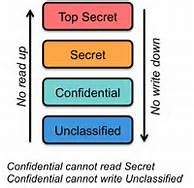 Top Secret
Secret
Confidential
Unclassified
No read up
No write down
Confidential cannot read Secret
Confidential cannot write Unclassified